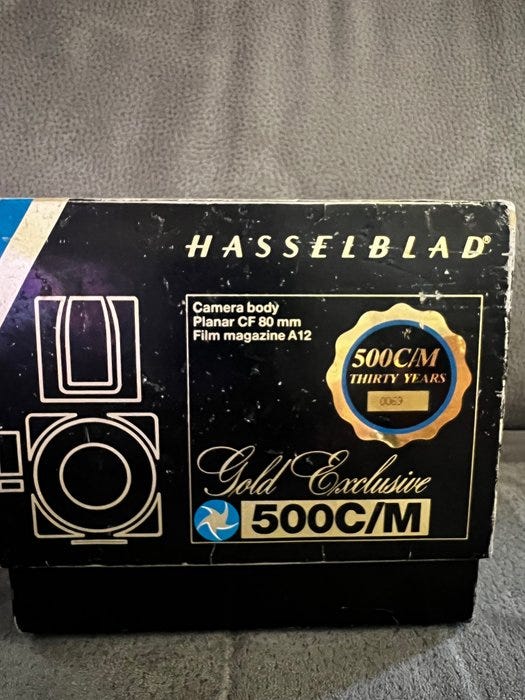 HASSELBLAD®
Camera body
Planar CF 80 mm
Film magazine A12
500C/M
THIRTY YEARS
0069
Gold Exclusive
500C/M